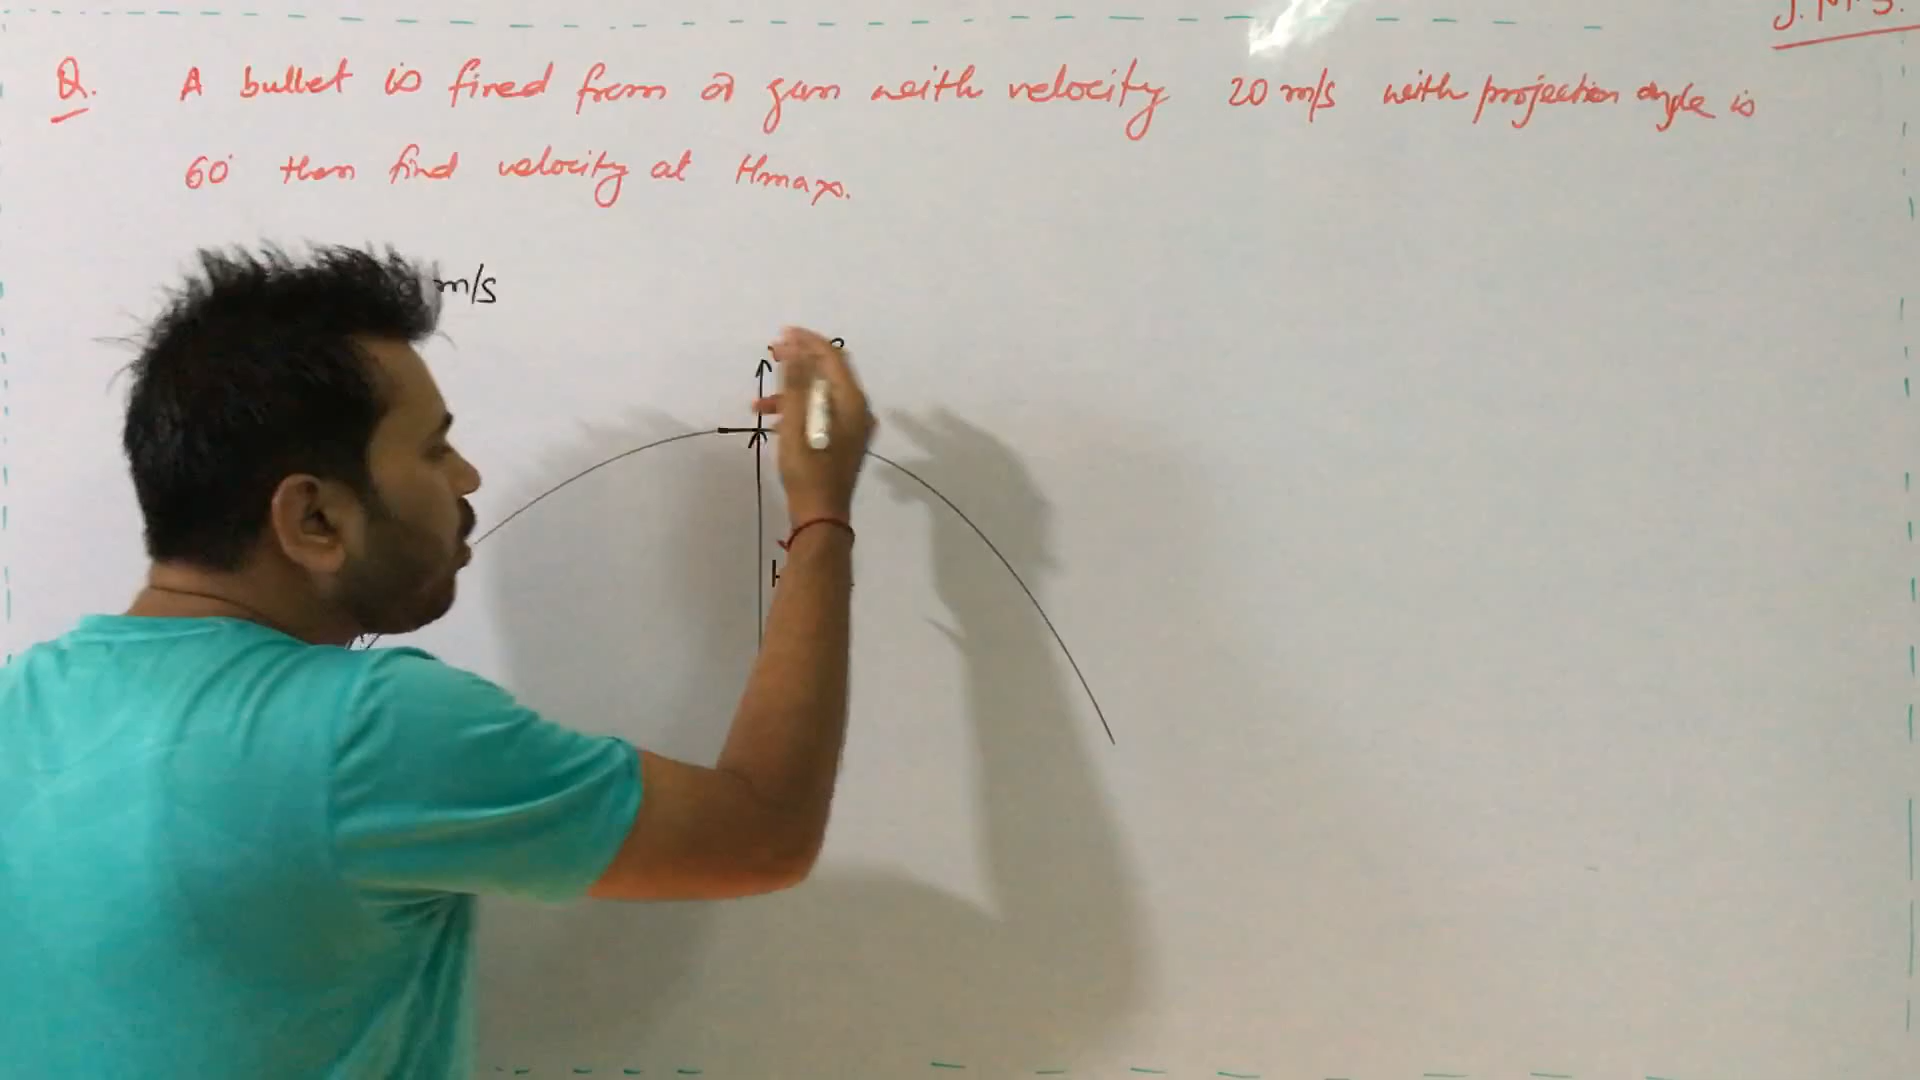 J.M.S.
Q. A bullet is fired from a gun with velocity 20 m/s with projection angle is
60° then find velocity at Hmax.
m/s
H